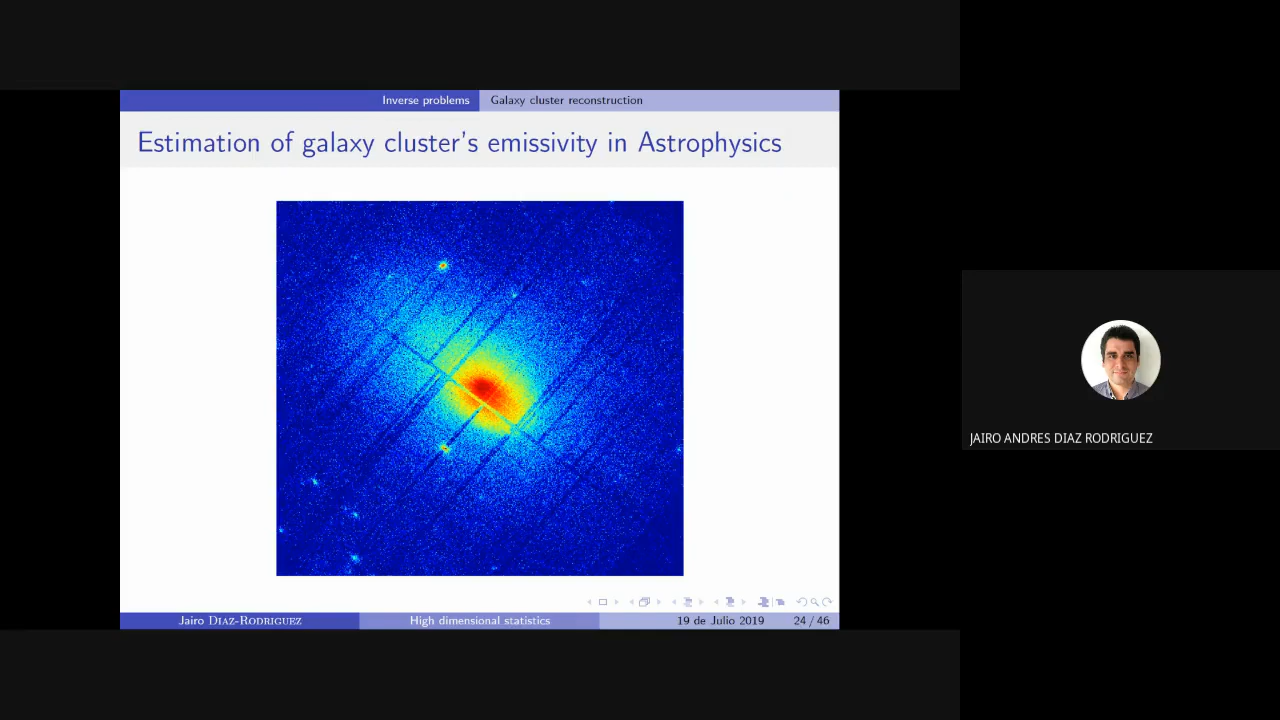 Inverse problems
Galaxy cluster reconstruction
Estimation of galaxy cluster's emissivity in Astrophysics
Jairo DIAZ-RODRIGUEZ
High dimensional statistics
19 de Julio 2019
24 / 46
JAIRO ANDRES DIAZ RODRIGUEZ